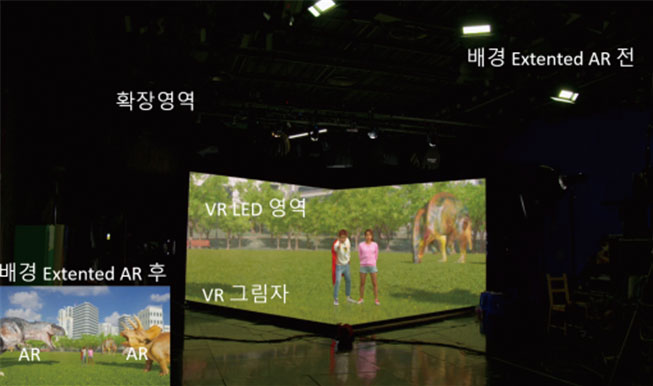 배경 Extented AR 전
확장영역
VR LED 영역
VR 그림자
배경 Extented AR 후
AR
AR